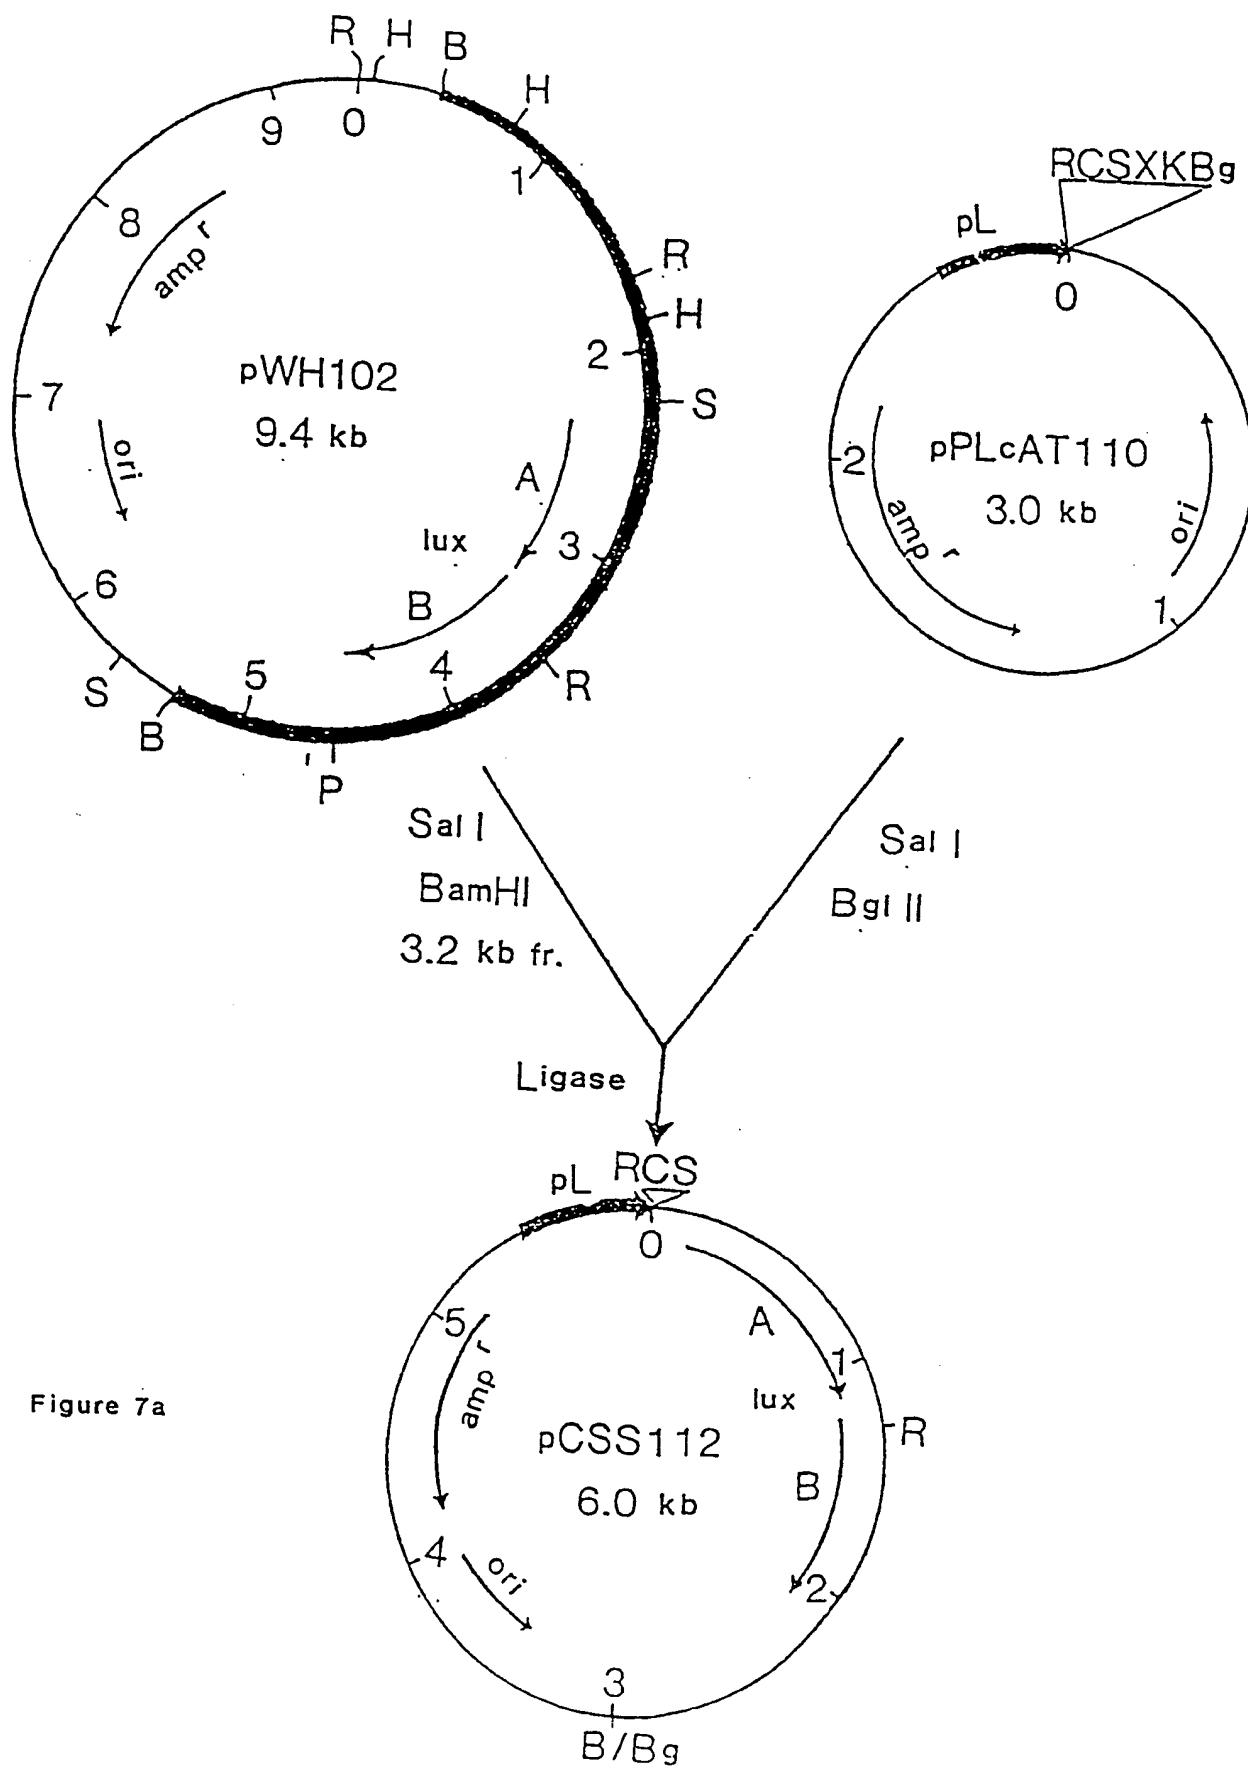 R H B
H
9 0
1
8
amp r
R
H
2
pWH102
7
S
9.4 kb
ori
A
lux
3
B
6
4
5
R
S
B
P
RCSXKBg
pL
0
pPLcAT110
2
3.0 kb
amp r
ori
1
Sal I
BamHI
3.2 kb fr.
Sal I
Bgl II
Ligase
pL RCS
0
A
5
amp r
1
lux
R
Figure 7a
pCSS112
B
6.0 kb
4
ori
2
3
B/Bg